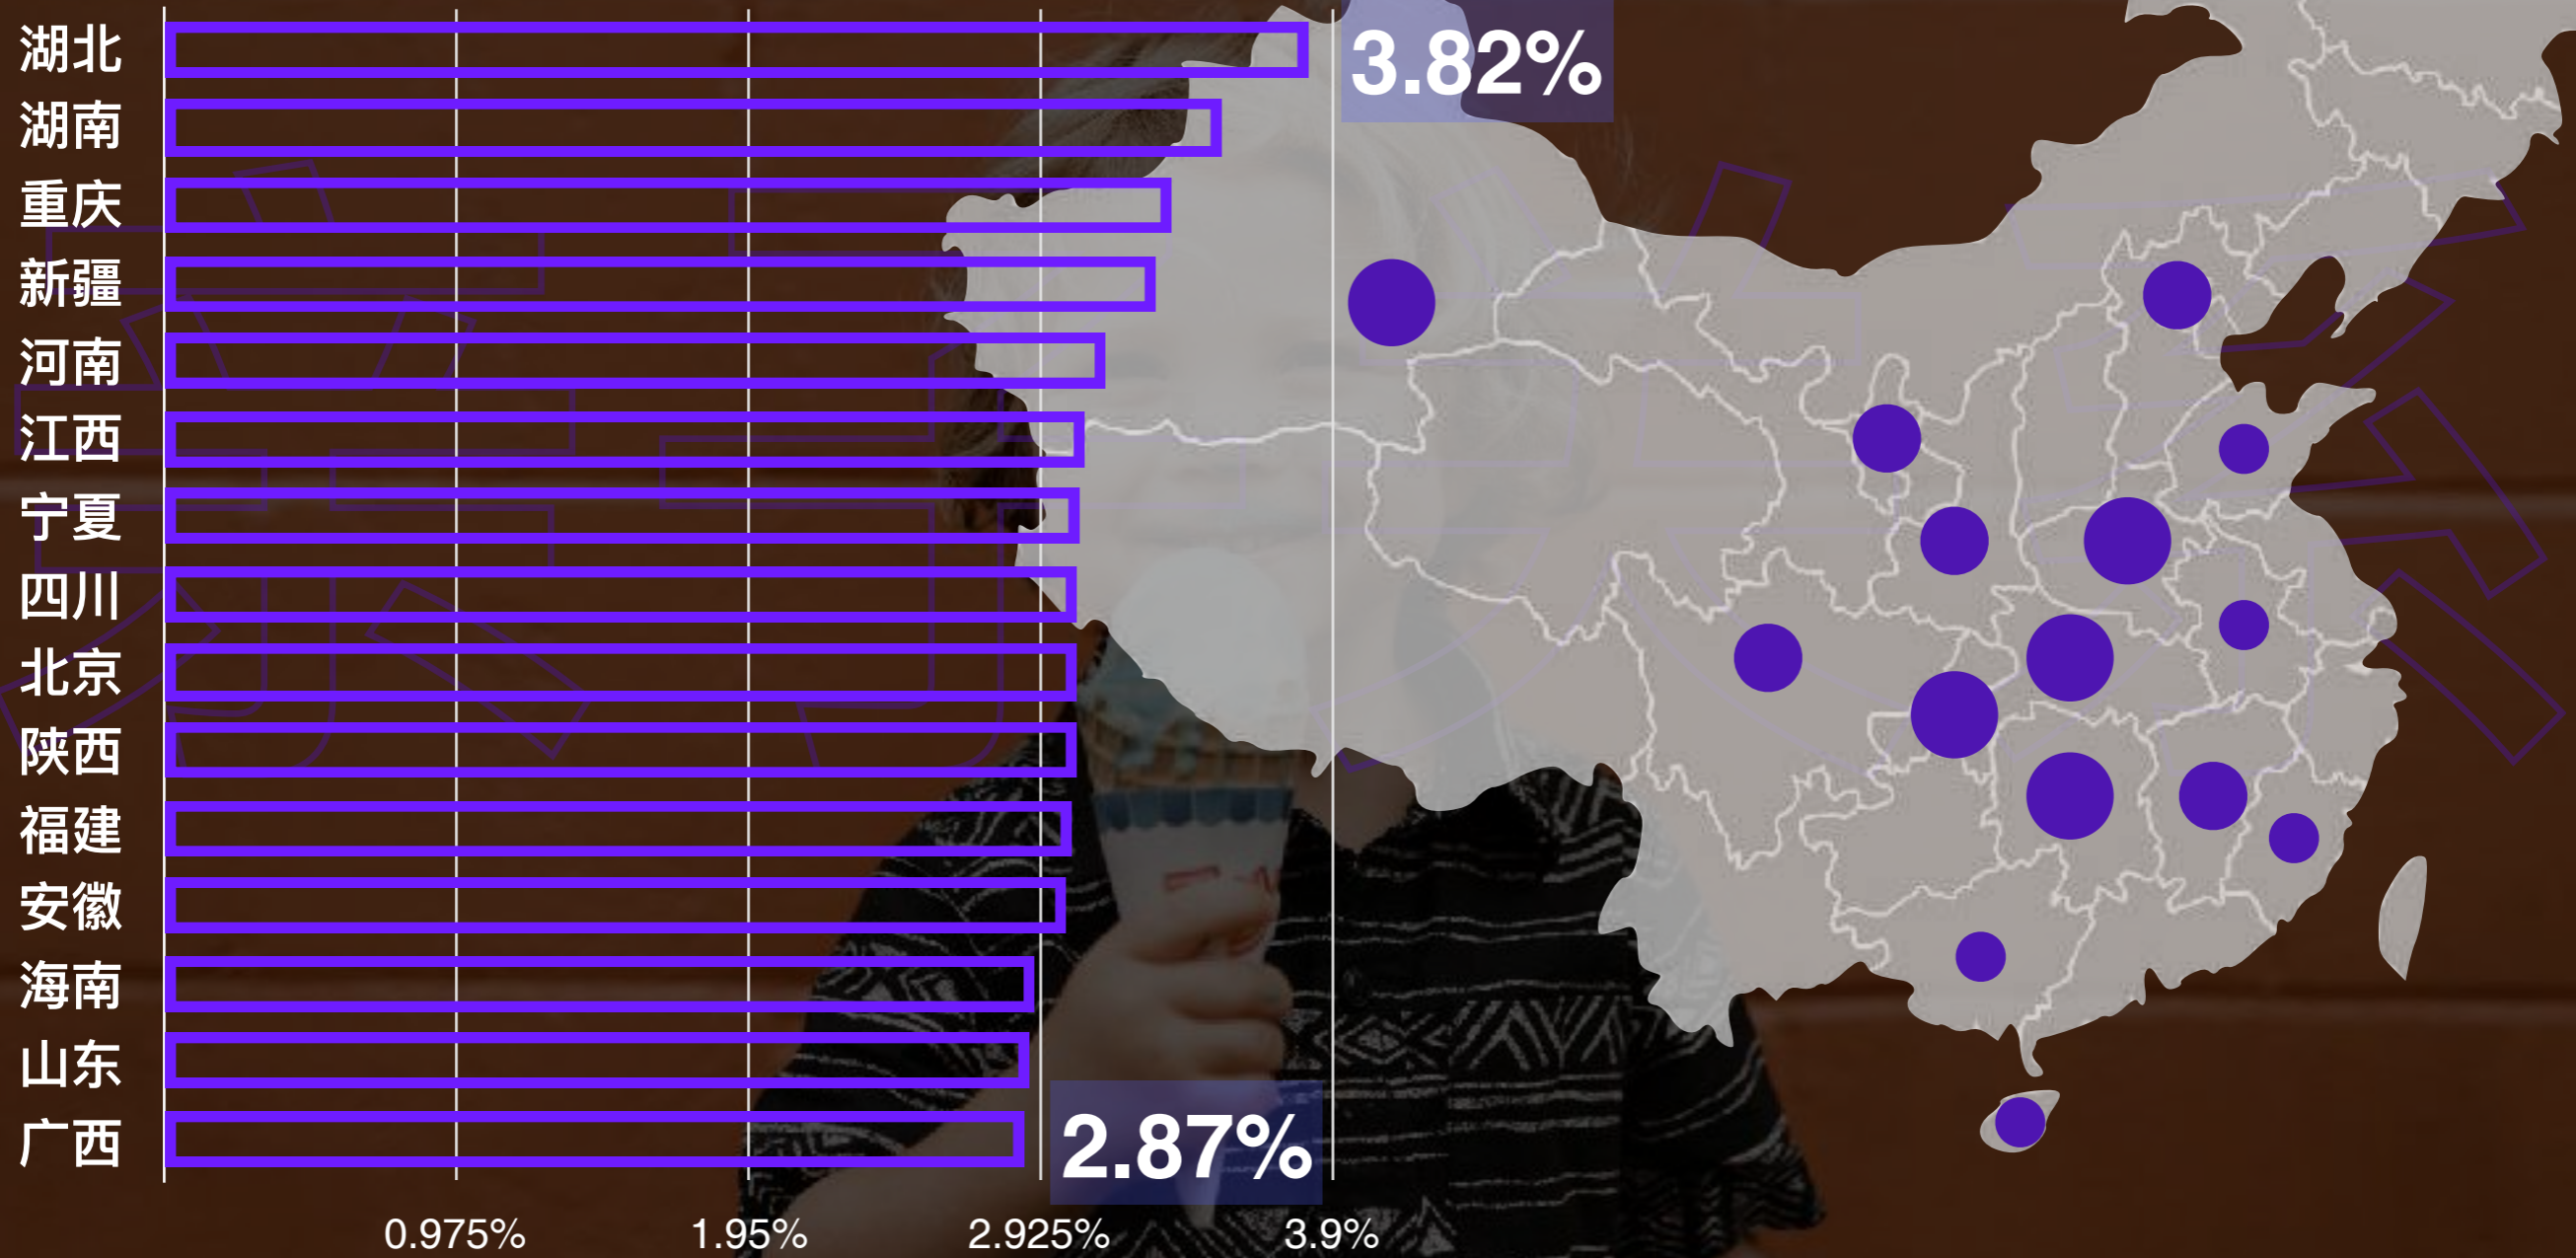 湖北
3.82%
湖南
重庆
新疆
河南
江西
宁夏
四川
北京
陕西
福建
安徽
海南
山东
广西
2.87%
0.975%
1.95%
2.925%
3.9%